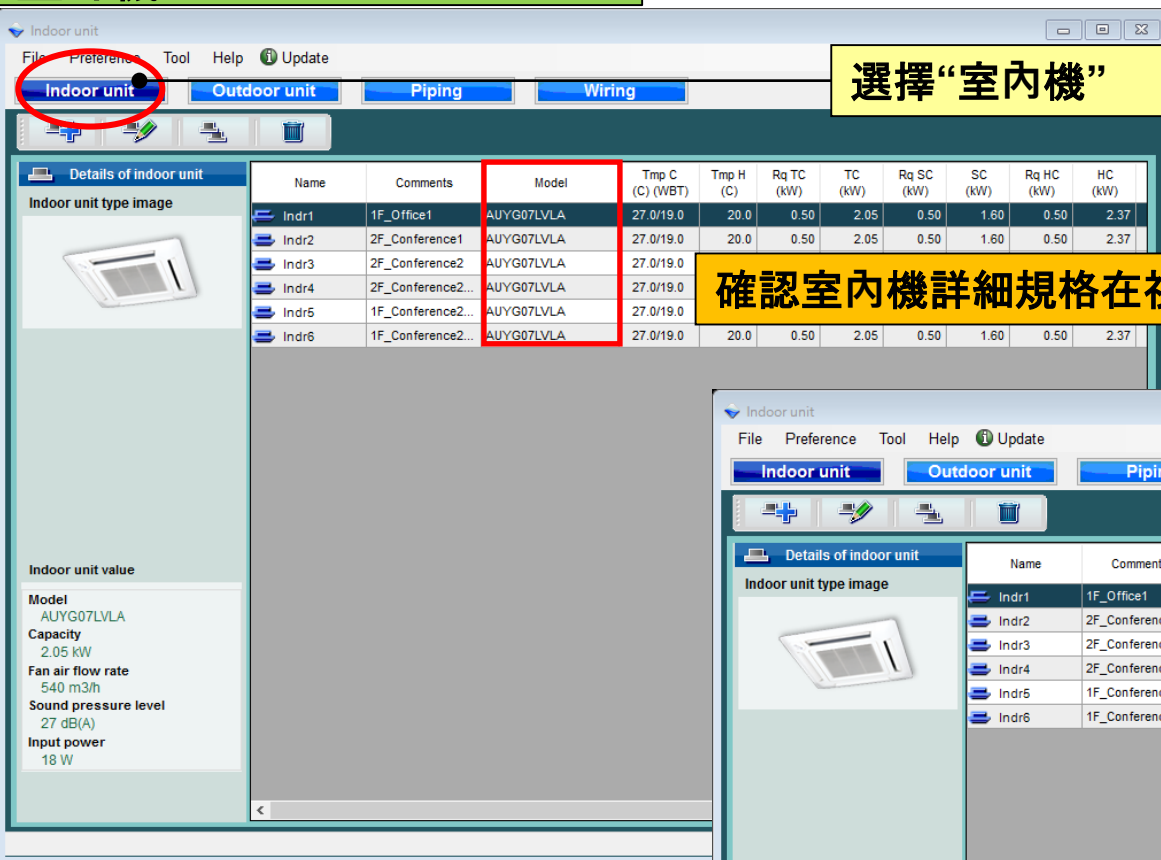 Indoor unit
File Preference Tool Help Update
Indoor unit Outdoor unit Piping Wiring
選擇“室內機”
Details of indoor unit
Indoor unit type image
Name Comments Model Tmp C (C) (WBT) Tmp H (C) Rq TC (kW) TC (kW) Rq SC (kW) SC (kW) Rq HC (kW) HC (kW)
Indr1 1F_Office1 AUYG07LVLA 27.0/19.0 20.0 0.50 2.05 0.50 1.60 0.50 2.37
Indr2 2F_Conference1 AUYG07LVLA 27.0/19.0 20.0 0.50 2.05 0.50 1.60 0.50 2.37
Indr3 2F_Conference2 AUYG07LVLA 27.0/19.0
Indr4 2F_Conference2... AUYG07LVLA 27.0/19.0
Indr5 1F_Conference2... AUYG07LVLA 27.0/19.0
Indr6 1F_Conference2... AUYG07LVLA 27.0/19.0 20.0 0.50 2.05 0.50 1.60 0.50 2.37
確認室內機詳細規格在
Indoor unit value
Model
AUYG07LVLA
Capacity
2.05 kW
Fan air flow rate
540 m3/h
Sound pressure level
27 dB(A)
Input power
18 W
Indoor unit
File Preference Tool Help Update
Indoor unit Outdoor unit Pipin
Details of indoor unit
Indoor unit type image
Name Comment
Indr1 1F_Office1
Indr2 2F_Conferenc
Indr3 2F_Conferenc
Indr4 2F_Conferenc
Indr5 1F_Conferenc
Indr6 1F_Conferenc